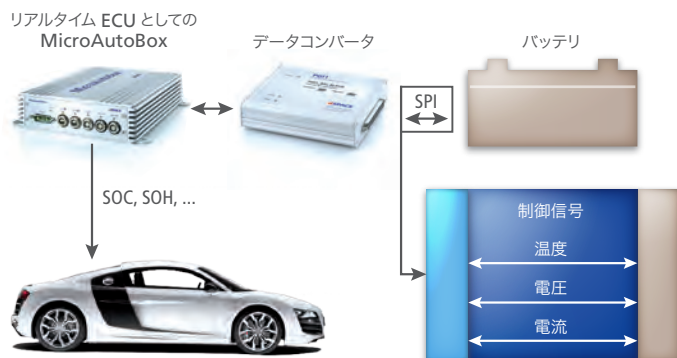 リアルタイム ECU としての
MicroAutoBox
データコンバータ
バッテリ
MicroAutoBox
SPI
SOC, SOH, ...
制御信号
温度
電圧
電流